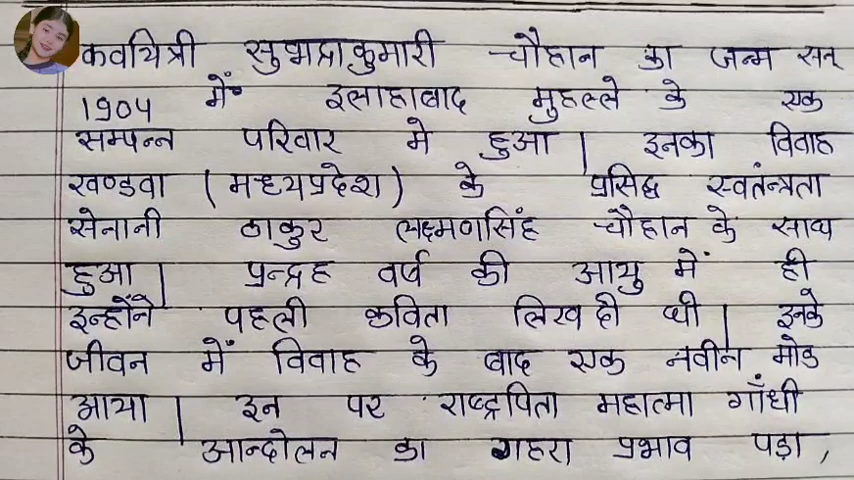 कवयित्री सुभद्राकुमारी चौहान का जन्म सन्
1904 में इलाहाबाद मुहल्ले के एक
सम्पन्न परिवार मे हुआ | इनका विवाह
खण्डवा (मध्यप्रदेश) के प्रसिद्ध स्वतंन्त्रता
सेनानी ठाकुर लक्ष्मणसिंह चौहान के साथ
हुआ | प्रन्द्रह वर्ष की आयु में ही
इन्होंने पहली कविता लिख दी थी | इनके
जीवन में विवाह के बाद एक नवीन मोड
आया | इन पर राष्द्रपिता महात्मा गाँधी
के आन्दोलन का गहरा प्रभाव पड़ा ,